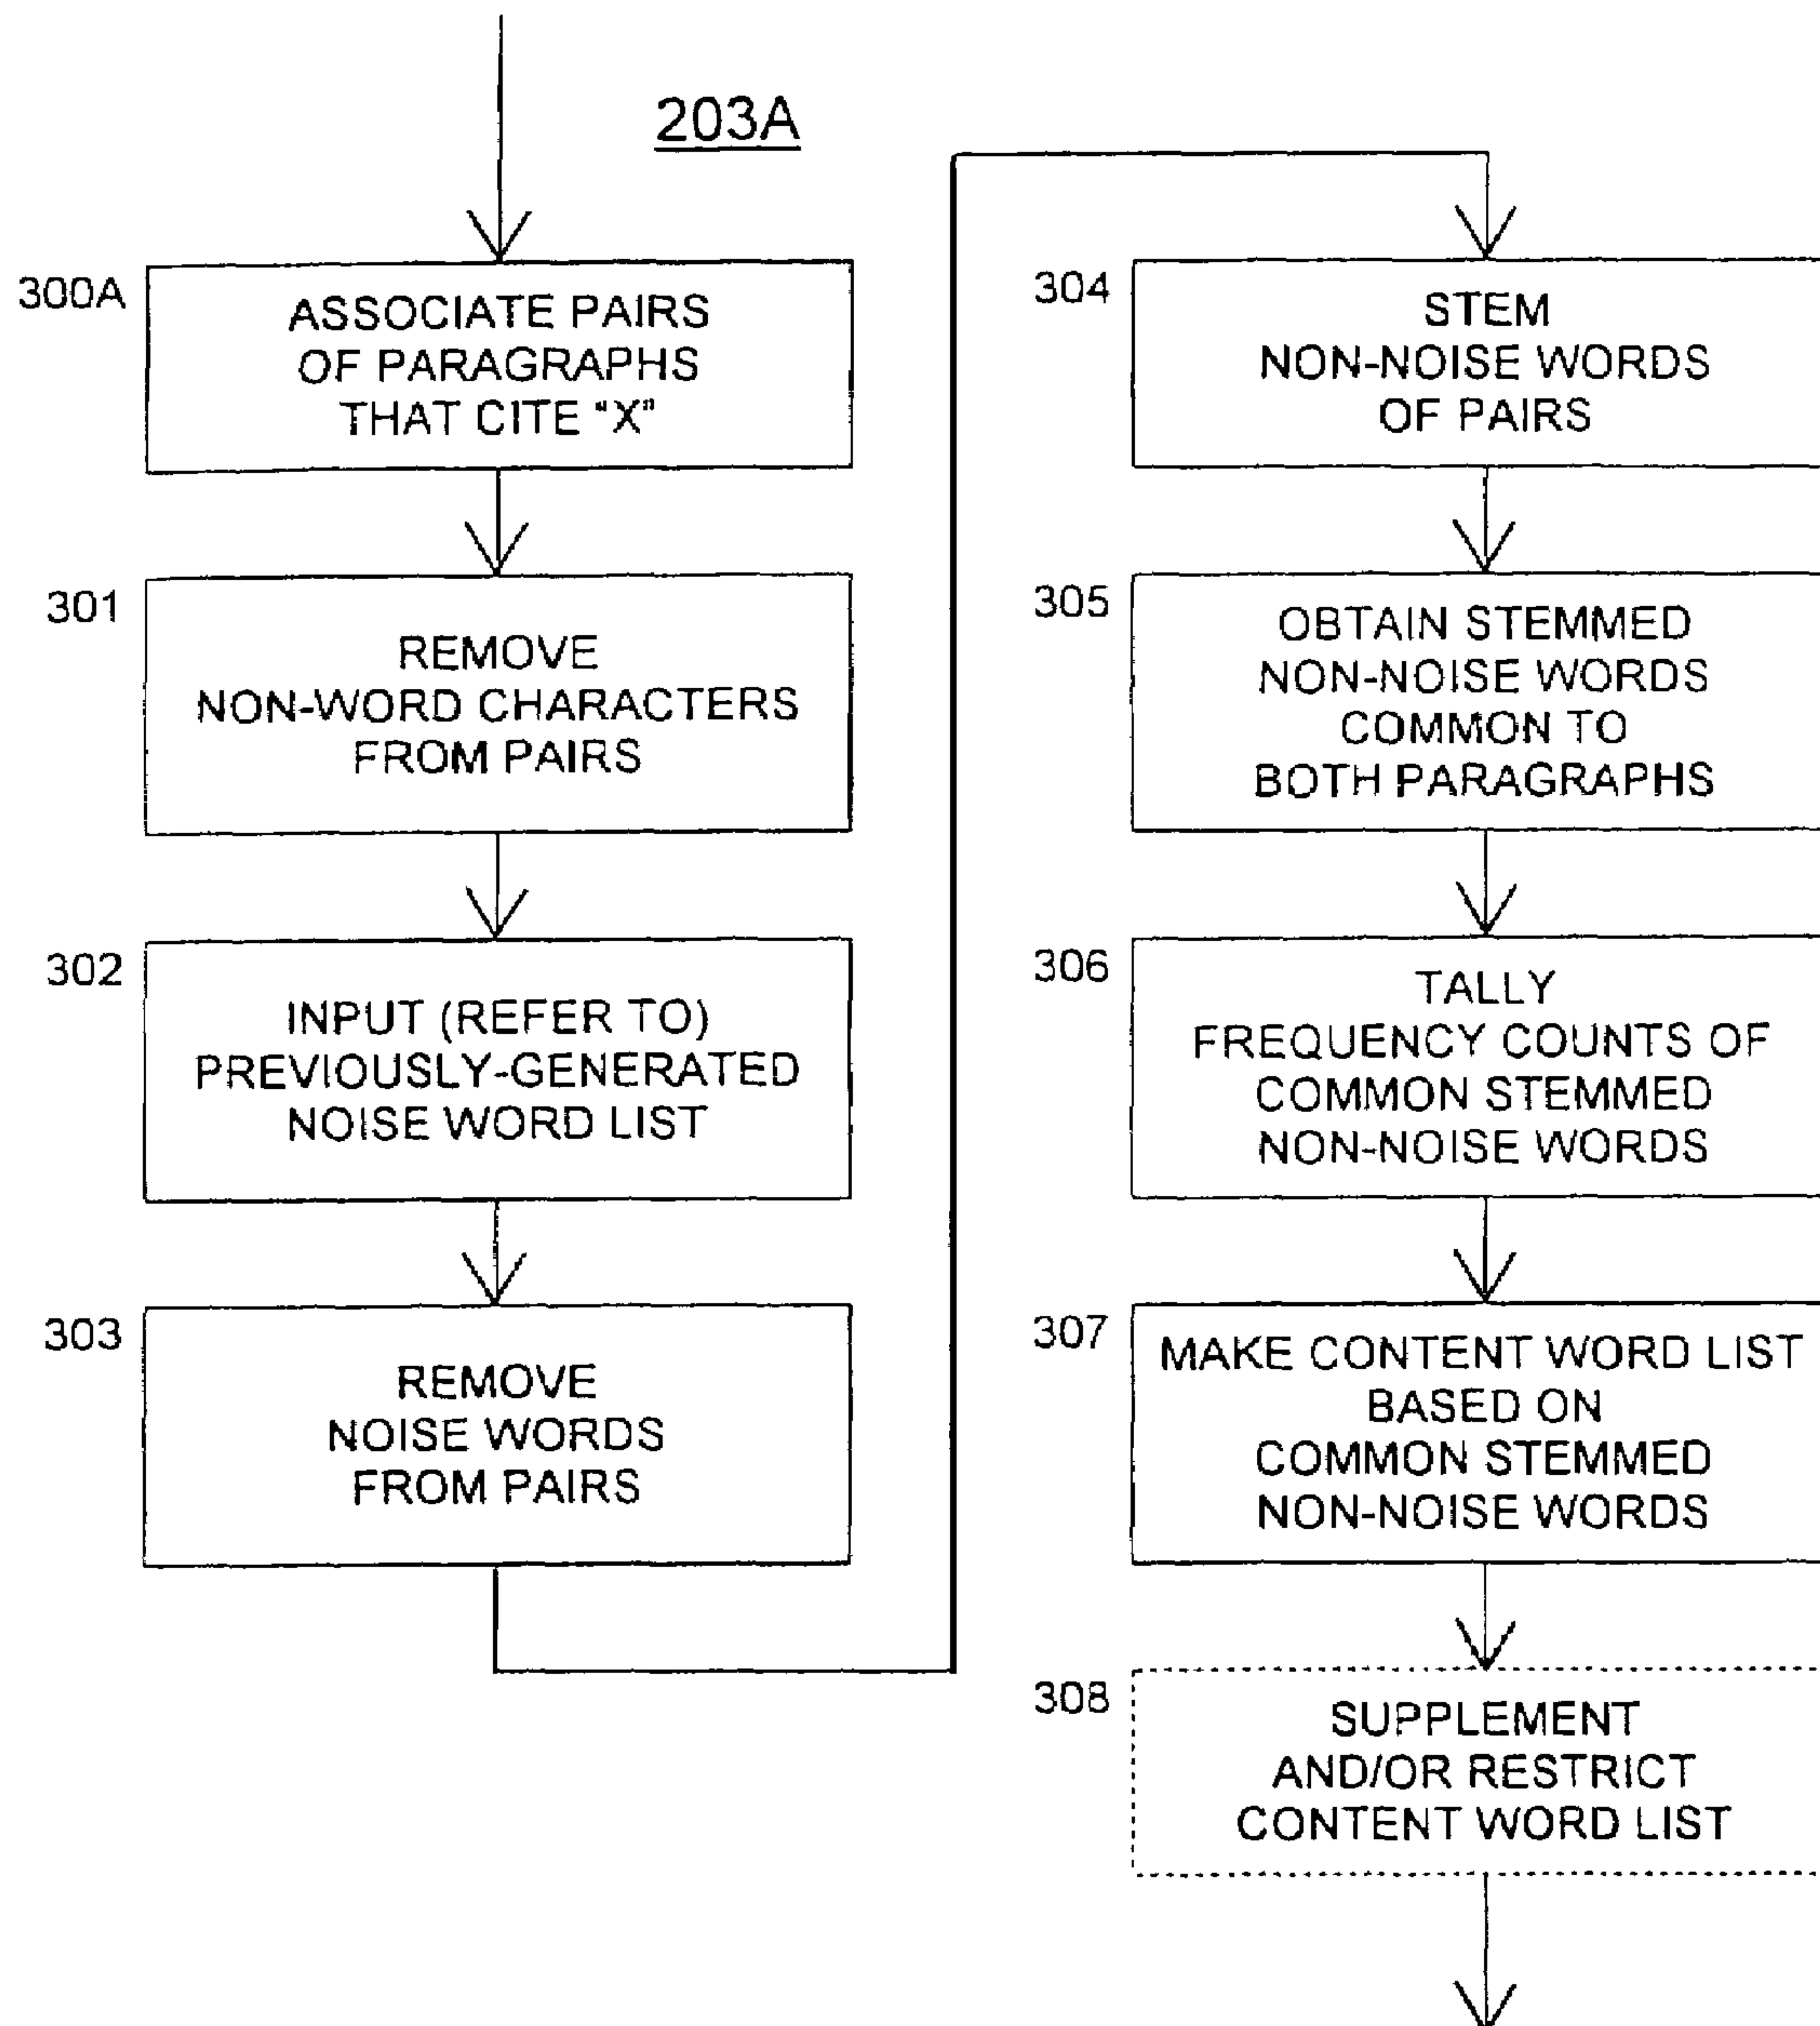 203A
300A
ASSOCIATE PAIRS
OF PARAGRAPHS
THAT CITE "X"
301
REMOVE
NON-WORD CHARACTERS
FROM PAIRS
302
INPUT (REFER TO)
PREVIOUSLY-GENERATED
NOISE WORD LIST
303
REMOVE
NOISE WORDS
FROM PAIRS
304
STEM
NON-NOISE WORDS
OF PAIRS
305
OBTAIN STEMMED
NON-NOISE WORDS
COMMON TO
BOTH PARAGRAPHS
306
TALLY
FREQUENCY COUNTS OF
COMMON STEMMED
NON-NOISE WORDS
307
MAKE CONTENT WORD LIST
BASED ON
COMMON STEMMED
NON-NOISE WORDS
308
SUPPLEMENT
AND/OR RESTRICT
CONTENT WORD LIST